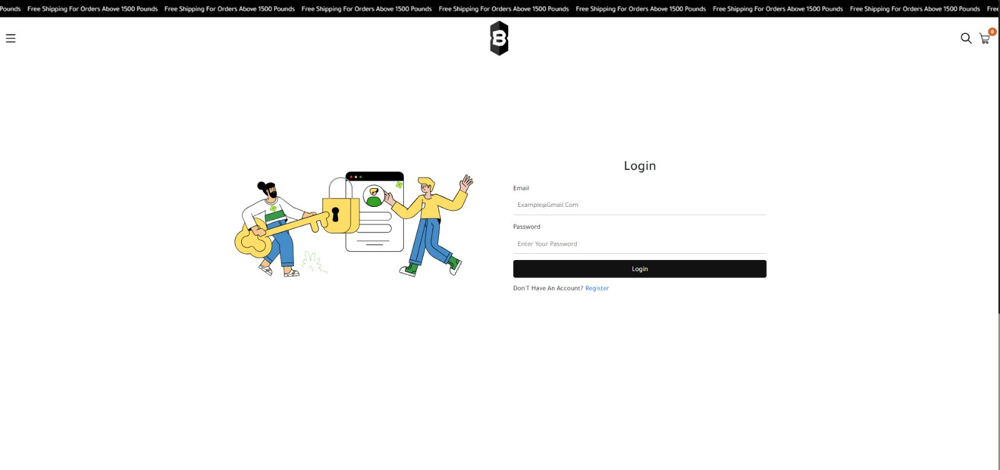 Pounds Free Shipping For Orders Above 1500 Pounds Free Shipping For Orders Above 1500 Pounds Free Shipping For Orders Above 1500 Pounds Free Shipping For Orders Above 1500 Pounds Free Shipping For Orders Above 1500 Pounds Free Shipping For Orders Above 1500 Pounds Free Shipping For Orders Above 1500 Pounds Free
B
0
Login
Email
Example@Gmail.Com
Password
Enter Your Password
Login
Don'T Have An Account? Register